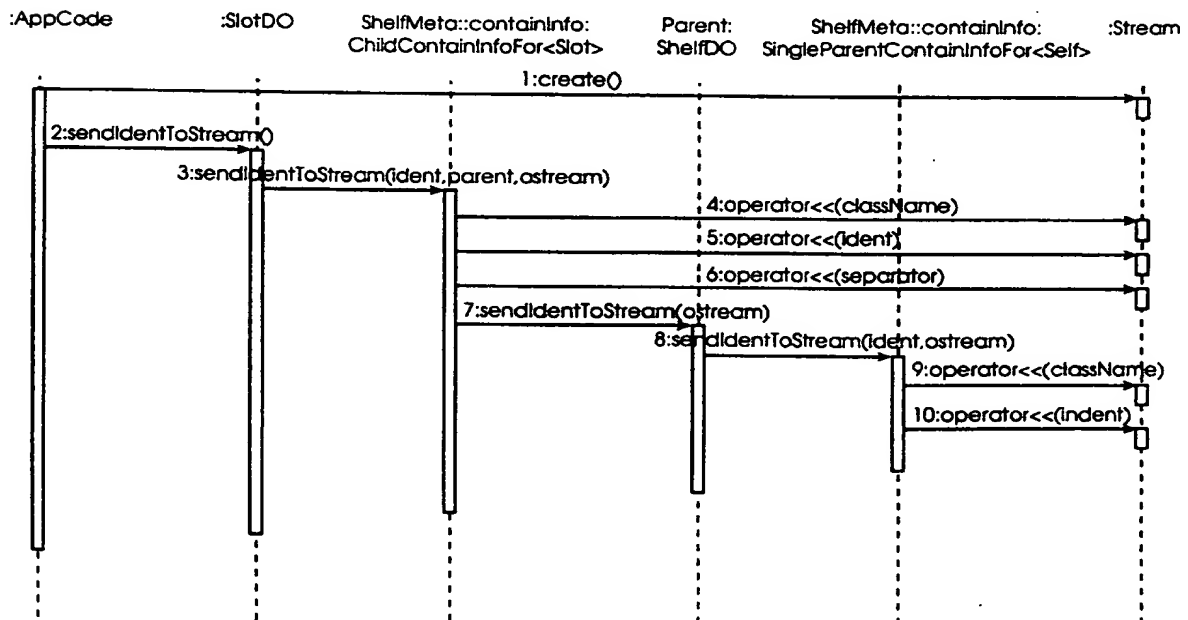 :AppCode
:SlotDO
ShelfMeta::containInfo:
ChildContainInfoFor<Slot>
Parent:
ShelfDO
ShelfMeta::containInfo:
SingleParentContainInfoFor<Self>
:Stream
1:create()
2:sendIdentToStream()
3:sendIdentToStream(ident,parent,ostream)
4:operator<<(className)
5:operator<<(ident)
6:operator<<(separator)
7:sendIdentToStream(ostream)
8:sendIdentToStream(ident,ostream)
9:operator<<(className)
10:operator<<(indent)